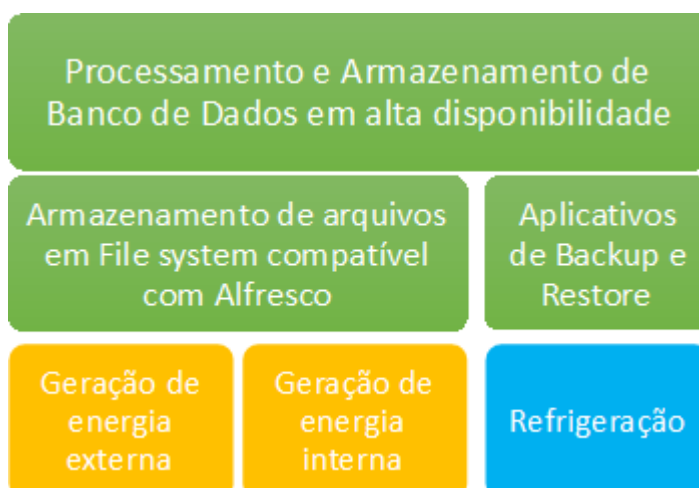 Processamento e Armazenamento de
Banco de Dados em alta disponibilidade
Armazenamento de arquivos
em File system compatível
com Alfresco
Aplicativos
de Backup e
Restore
Geração de
energia
externa
Geração de
energia
interna
Refrigeração